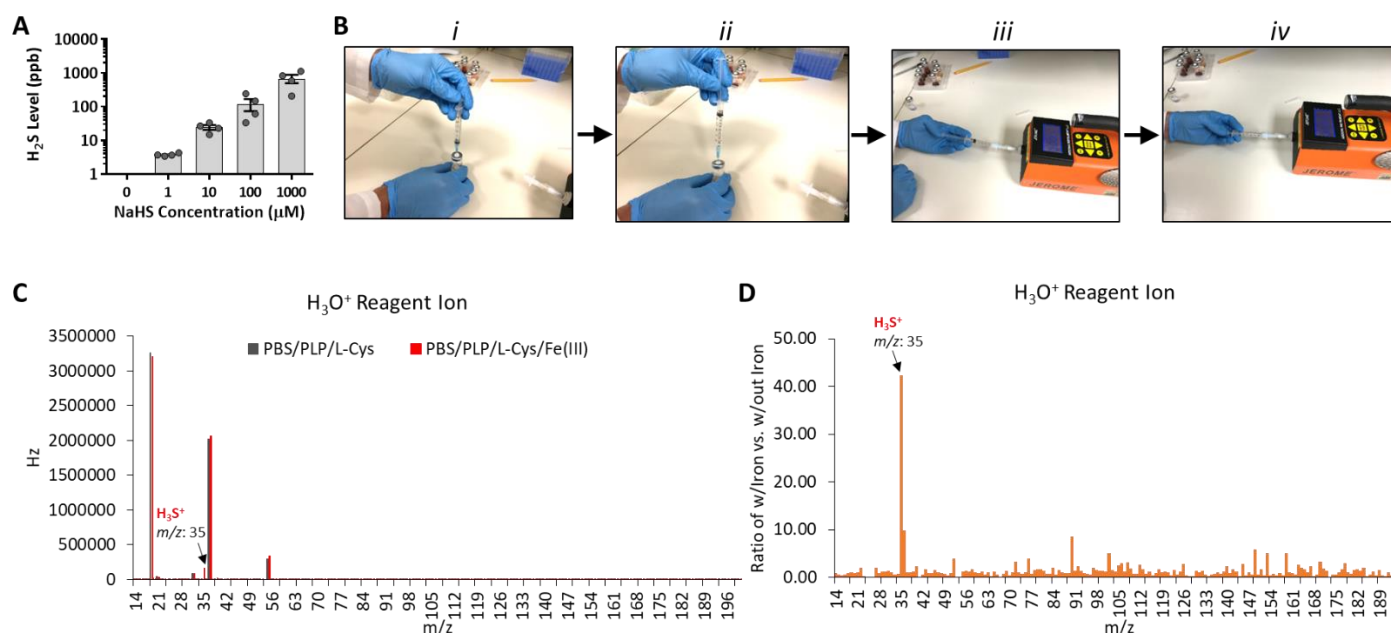 A
H₂S Level (ppb)
10000
1000
100
10
1
0 1 10 100 1000
NaHS Concentration (μM)
B
i ii iii iv
JEROME
JEROME
C
H₃O⁺ Reagent Ion
PBS/PLP/L-Cys PBS/PLP/L-Cys/Fe(III)
Hz
3500000
3000000
2500000
2000000
1500000
1000000
500000
0
H₃S⁺
m/z: 35
14 21 28 35 42 49 56 63 70 77 84 91 98 105 112 119 126 133 140 147 154 161 168 175 182 189 196
m/z
D
H₃O⁺ Reagent Ion
Ratio of w/Iron vs. w/out Iron
50.00
40.00
30.00
20.00
10.00
0.00
H₃S⁺
m/z: 35
14 21 28 35 42 49 56 63 70 77 84 91 98 105 112 119 126 133 140 147 154 161 168 175 182 189
m/z